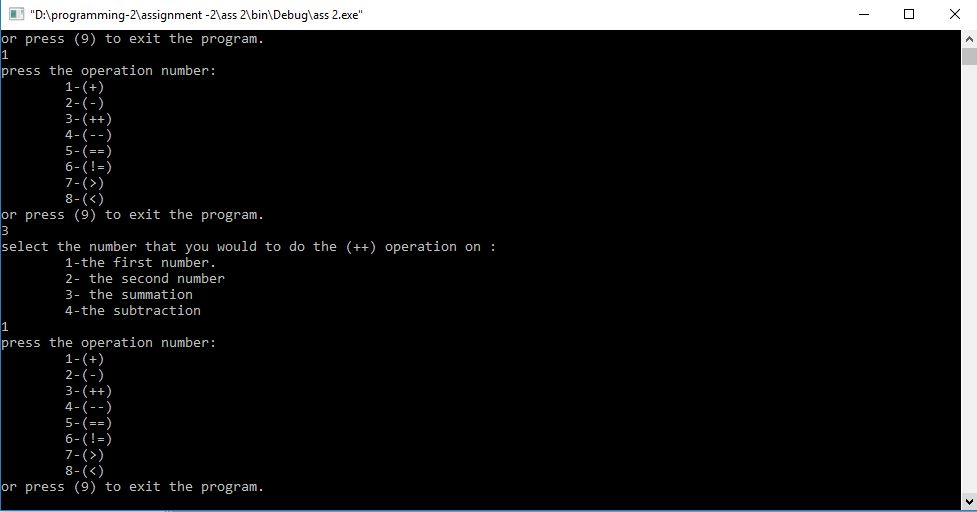 "D:\programming-2\assignment -2\ass 2\bin\Debug\ass 2.exe"
or press (9) to exit the program.
1
press the operation number:
1-(+)
2-(-)
3-(++)
4-(--)
5-(==)
6-(!=)
7-(>)
8-(<)
or press (9) to exit the program.
3
select the number that you would to do the (++) operation on :
1-the first number.
2- the second number
3- the summation
4-the subtraction
1
press the operation number:
1-(+)
2-(-)
3-(++)
4-(--)
5-(==)
6-(!=)
7-(>)
8-(<)
or press (9) to exit the program.